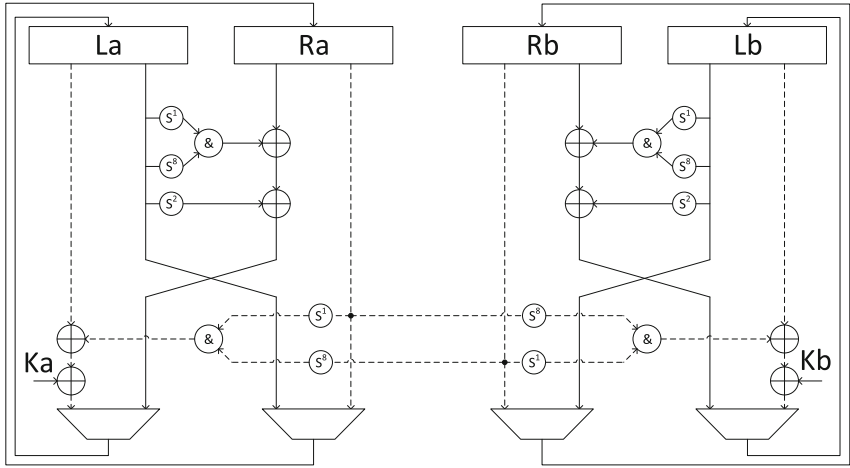 La Ra Rb Lb
S¹ S¹
& &
S⁸ S⁸
S² S²
S¹ S⁸
& &
Ka S⁸ S¹ Kb